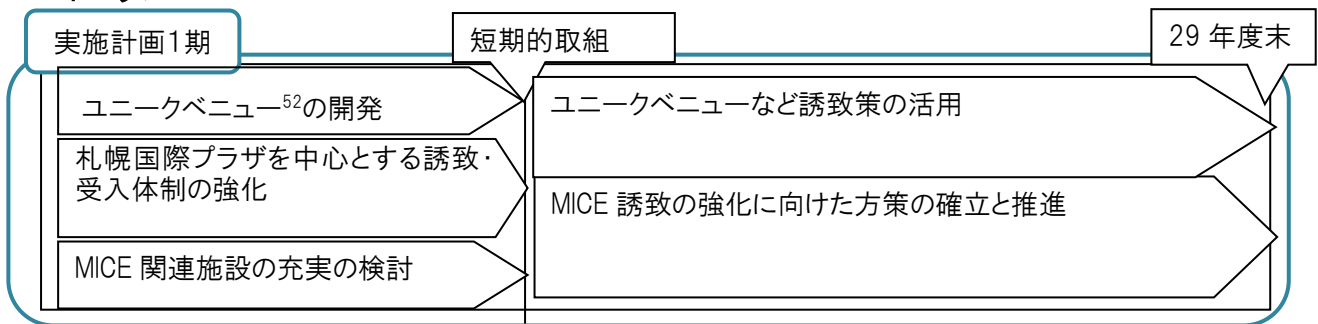 実施計画1期
短期的取組
29 年度末
ユニークベニュー52の開発
ユニークベニューなど誘致策の活用
札幌国際プラザを中心とする誘致・
受入体制の強化
MICE 誘致の強化に向けた方策の確立と推進
MICE 関連施設の充実の検討